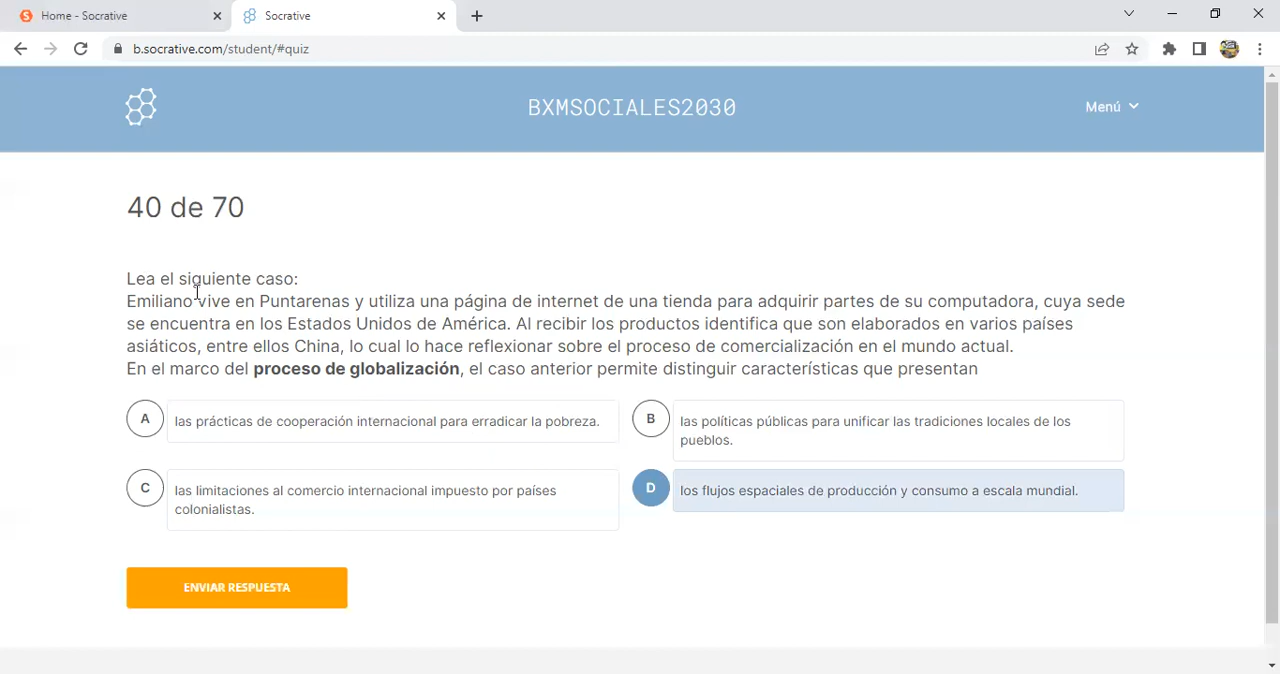 Home - Socrative
Socrative
b.socrative.com/student/#quiz
BXMSOCIALES2030
Menú
40 de 70
Lea el siguiente caso:
Emiliano vive en Puntarenas y utiliza una página de internet de una tienda para adquirir partes de su computadora, cuya sede
se encuentra en los Estados Unidos de América. Al recibir los productos identifica que son elaborados en varios países
asiáticos, entre ellos China, lo cual lo hace reflexionar sobre el proceso de comercialización en el mundo actual.
En el marco del proceso de globalización, el caso anterior permite distinguir características que presentan
A las prácticas de cooperación internacional para erradicar la pobreza.
B las políticas públicas para unificar las tradiciones locales de los
pueblos.
C las limitaciones al comercio internacional impuesto por países
colonialistas.
D los flujos espaciales de producción y consumo a escala mundial.
ENVIAR RESPUESTA